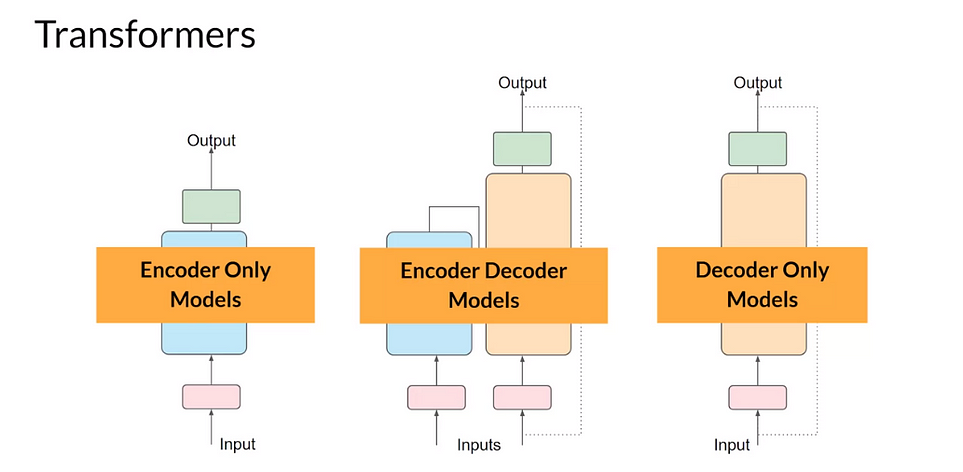 Transformers
Output
Output
Output
Encoder Only
Models
Encoder Decoder
Models
Decoder Only
Models
Input
Inputs
Input